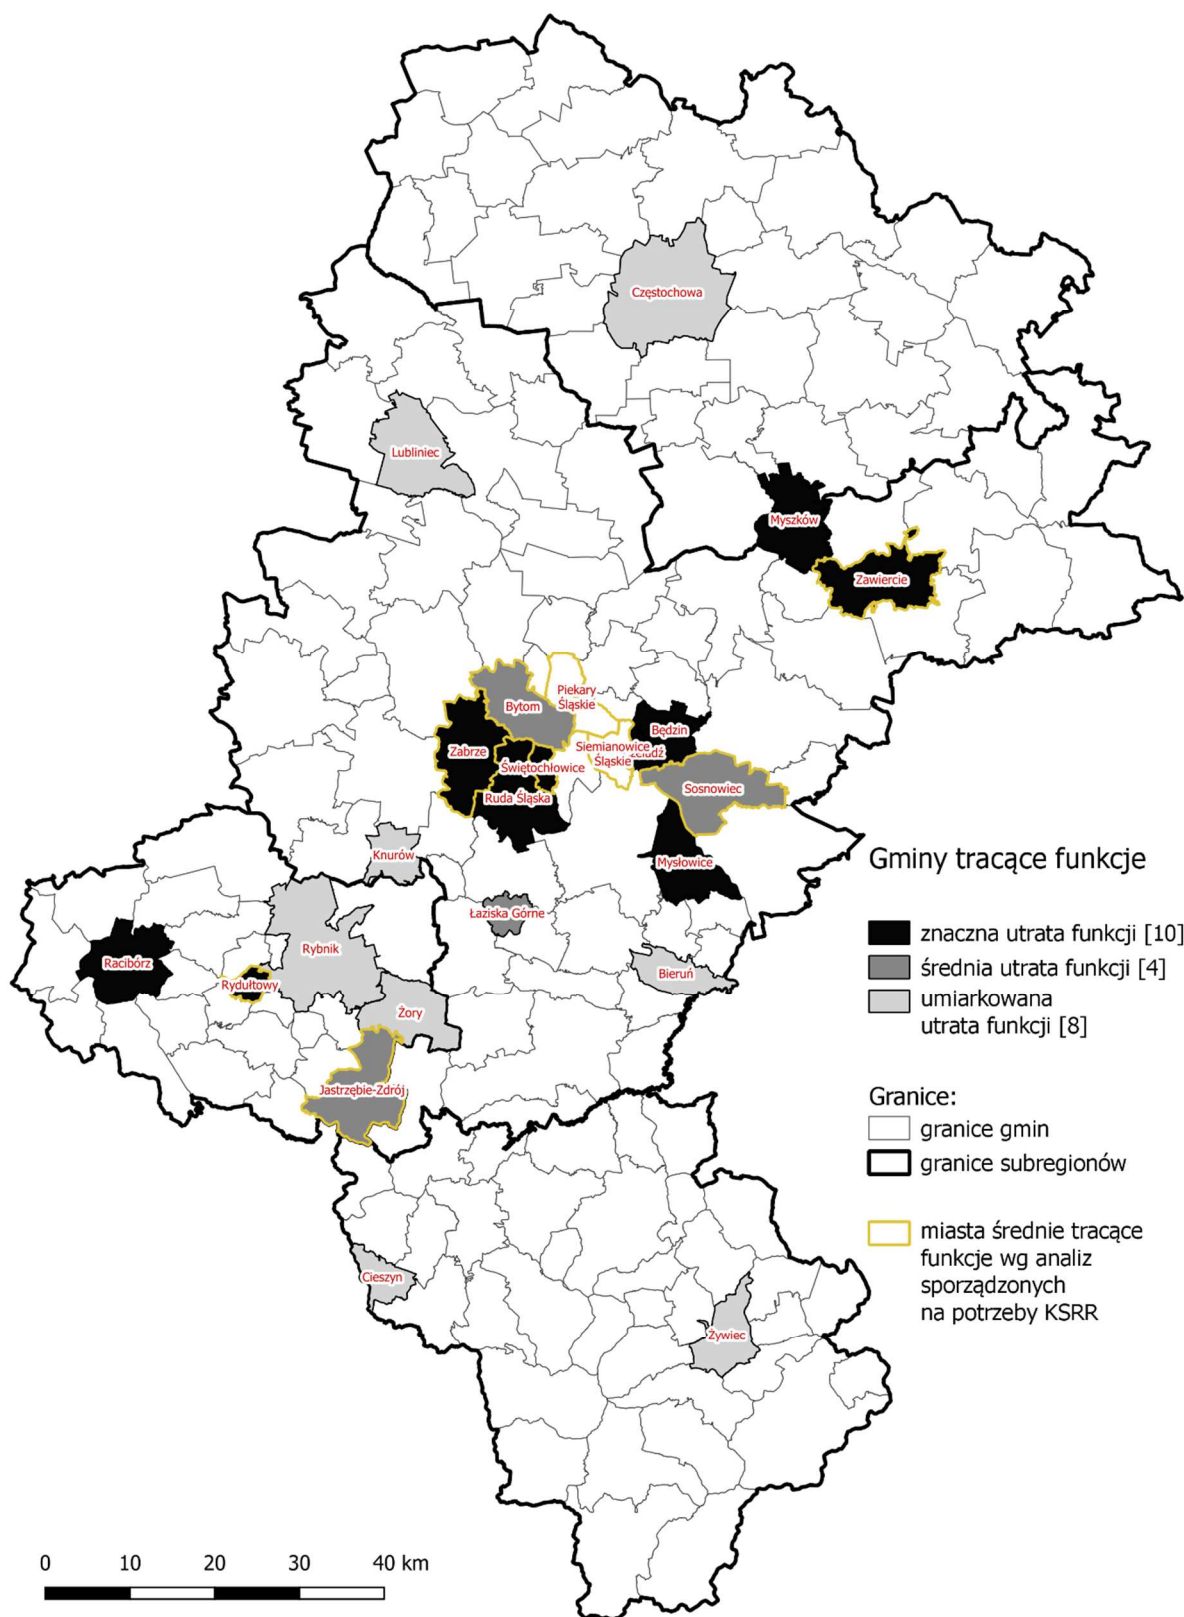 Częstochowa
Lubliniec
Myszków
Zawiercie
Piekary
Śląskie
Bytom
Będzin
Siemianowice
Śląskie
Zabrze
Świętochłowice
Sosnowiec
Ruda Śląska
Knurów
Mysłowice
Łaziska Górne
Rybnik
Racibórz
Rydułtowy
Bieruń
Żory
Jastrzębie-Zdrój
Cieszyn
Żywiec
Gminy tracące funkcje
znaczna utrata funkcji [10]
średnia utrata funkcji [4]
umiarkowana
utrata funkcji [8]
Granice:
granice gmin
granice subregionów
miasta średnie tracące
funkcje wg analiz
sporządzonych
na potrzeby KSRR
0 10 20 30 40 km